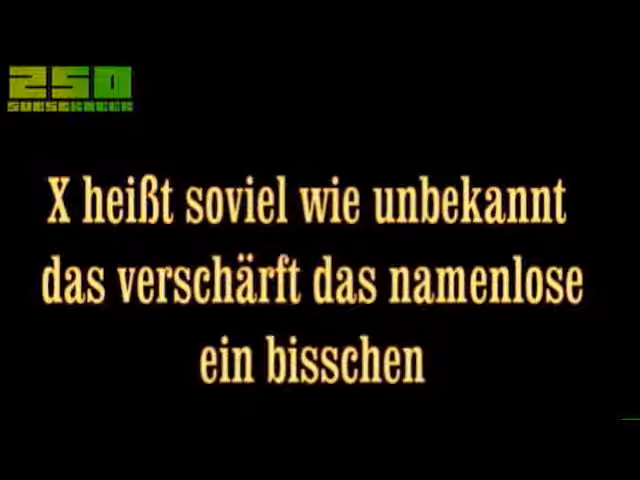 250
X heißt soviel wie unbekannt
das verschärft das namenlose
ein bisschen